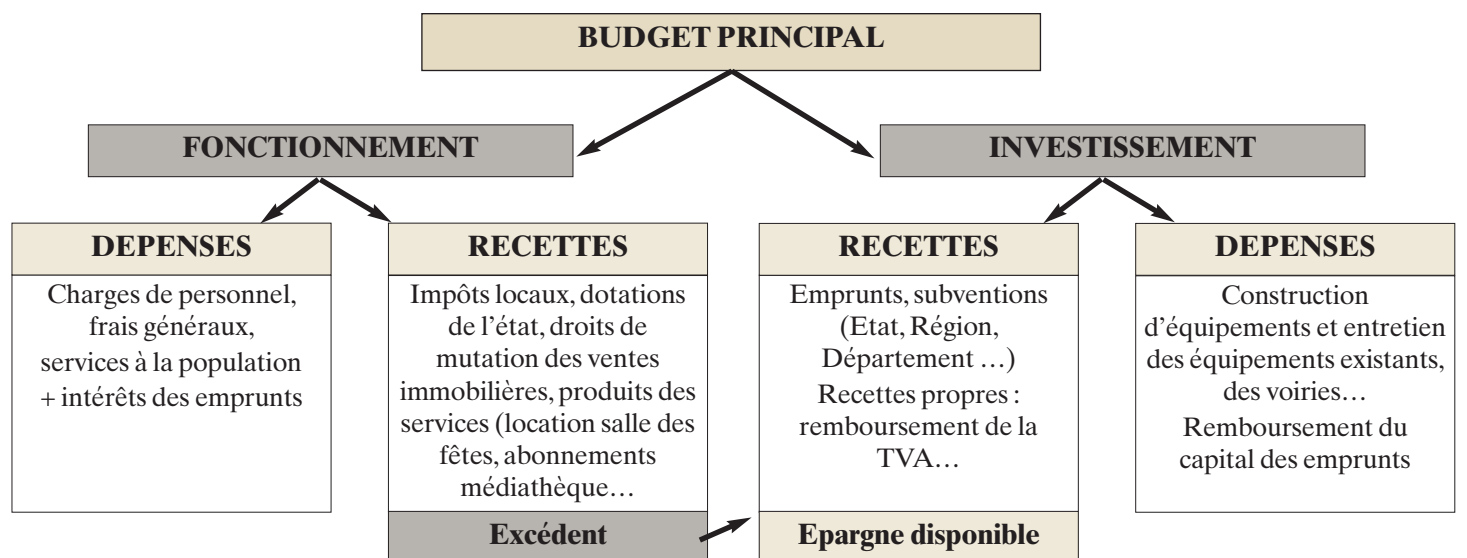 BUDGET PRINCIPAL
FONCTIONNEMENT
INVESTISSEMENT
DEPENSES
Charges de personnel,
frais généraux,
services à la population
+ intérêts des emprunts
RECETTES
Impôts locaux, dotations
de l’état, droits de
mutation des ventes
immobilières, produits des
services (location salle des
fêtes, abonnements
médiathèque…
Excédent
RECETTES
Emprunts, subventions
(Etat, Région,
Département …)
Recettes propres :
remboursement de la
TVA…
Epargne disponible
DEPENSES
Construction
d’équipements et entretien
des équipements existants,
des voiries…
Remboursement du
capital des emprunts